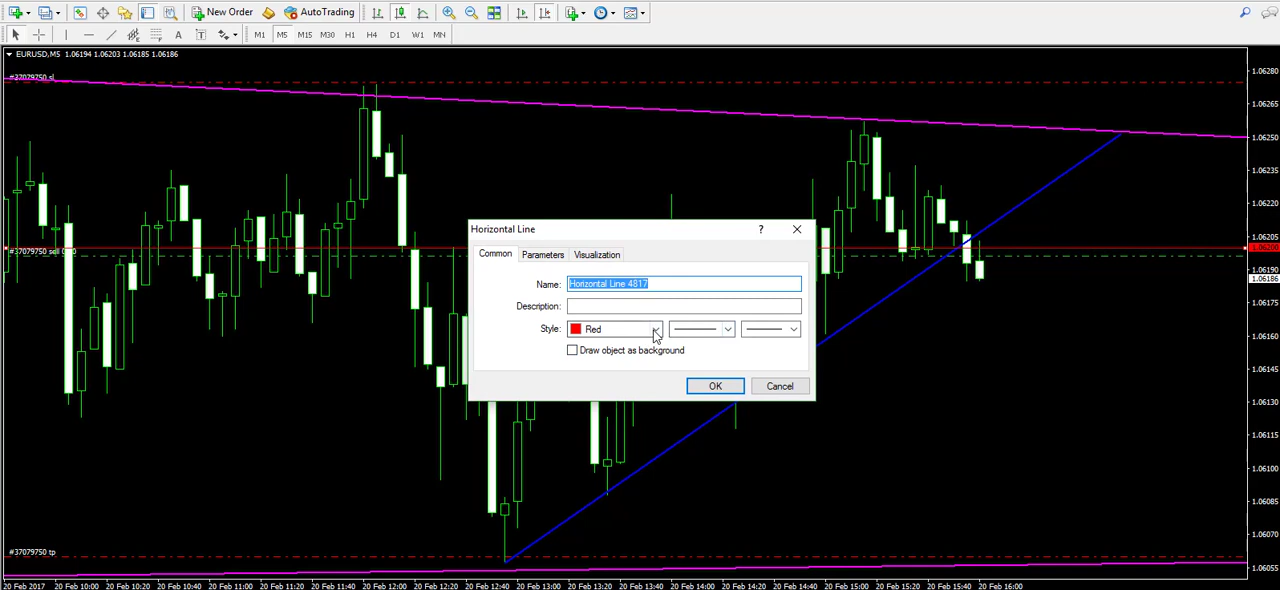 New Order AutoTrading
A T M1 M5 M15 M30 H1 H4 D1 W1 MN
EURUSD,M5 1.06194 1.06203 1.06185 1.06186
1.06280
#37079750 sl
1.06265
1.06250
1.06235
1.06220
Horizontal Line ?
1.06205
#37079750 sell
1.06200
Common Parameters Visualization
1.06190
1.06186
Name: Horizontal Line 4817
1.06175
Description:
Style: Red
1.06160
Draw object as background
1.06145
OK Cancel
1.06130
1.06115
1.06100
1.06085
1.06070
#37079750 tp
1.06055
20 Feb 2017 20 Feb 10:00 20 Feb 10:20 20 Feb 10:40 20 Feb 11:00 20 Feb 11:20 20 Feb 11:40 20 Feb 12:00 20 Feb 12:20 20 Feb 12:40 20 Feb 13:00 20 Feb 13:20 20 Feb 13:40 20 Feb 14:00 20 Feb 14:20 20 Feb 14:40 20 Feb 15:00 20 Feb 15:20 20 Feb 15:40 20 Feb 16:00